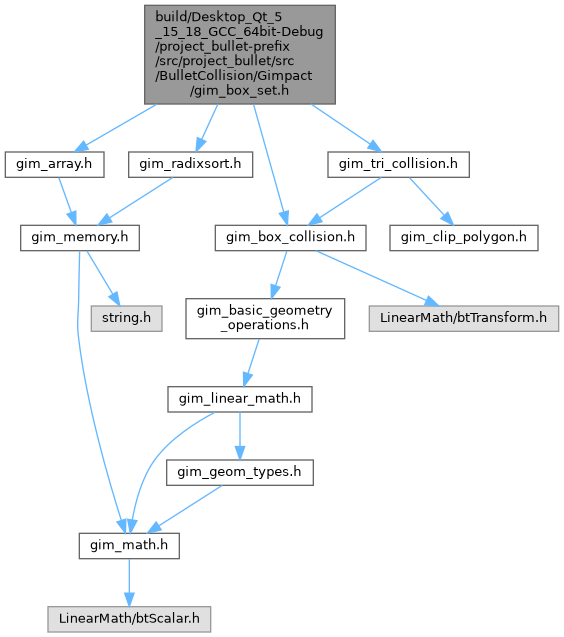 build/Desktop_Qt_5
_15_18_GCC_64bit-Debug
/project_bullet-prefix
/src/project_bullet/src
/BulletCollision/Gimpact
/gim_box_set.h
gim_array.h
gim_radixsort.h
gim_tri_collision.h
gim_memory.h
gim_box_collision.h
gim_clip_polygon.h
string.h
gim_basic_geometry
_operations.h
LinearMath/btTransform.h
gim_linear_math.h
gim_geom_types.h
gim_math.h
LinearMath/btScalar.h